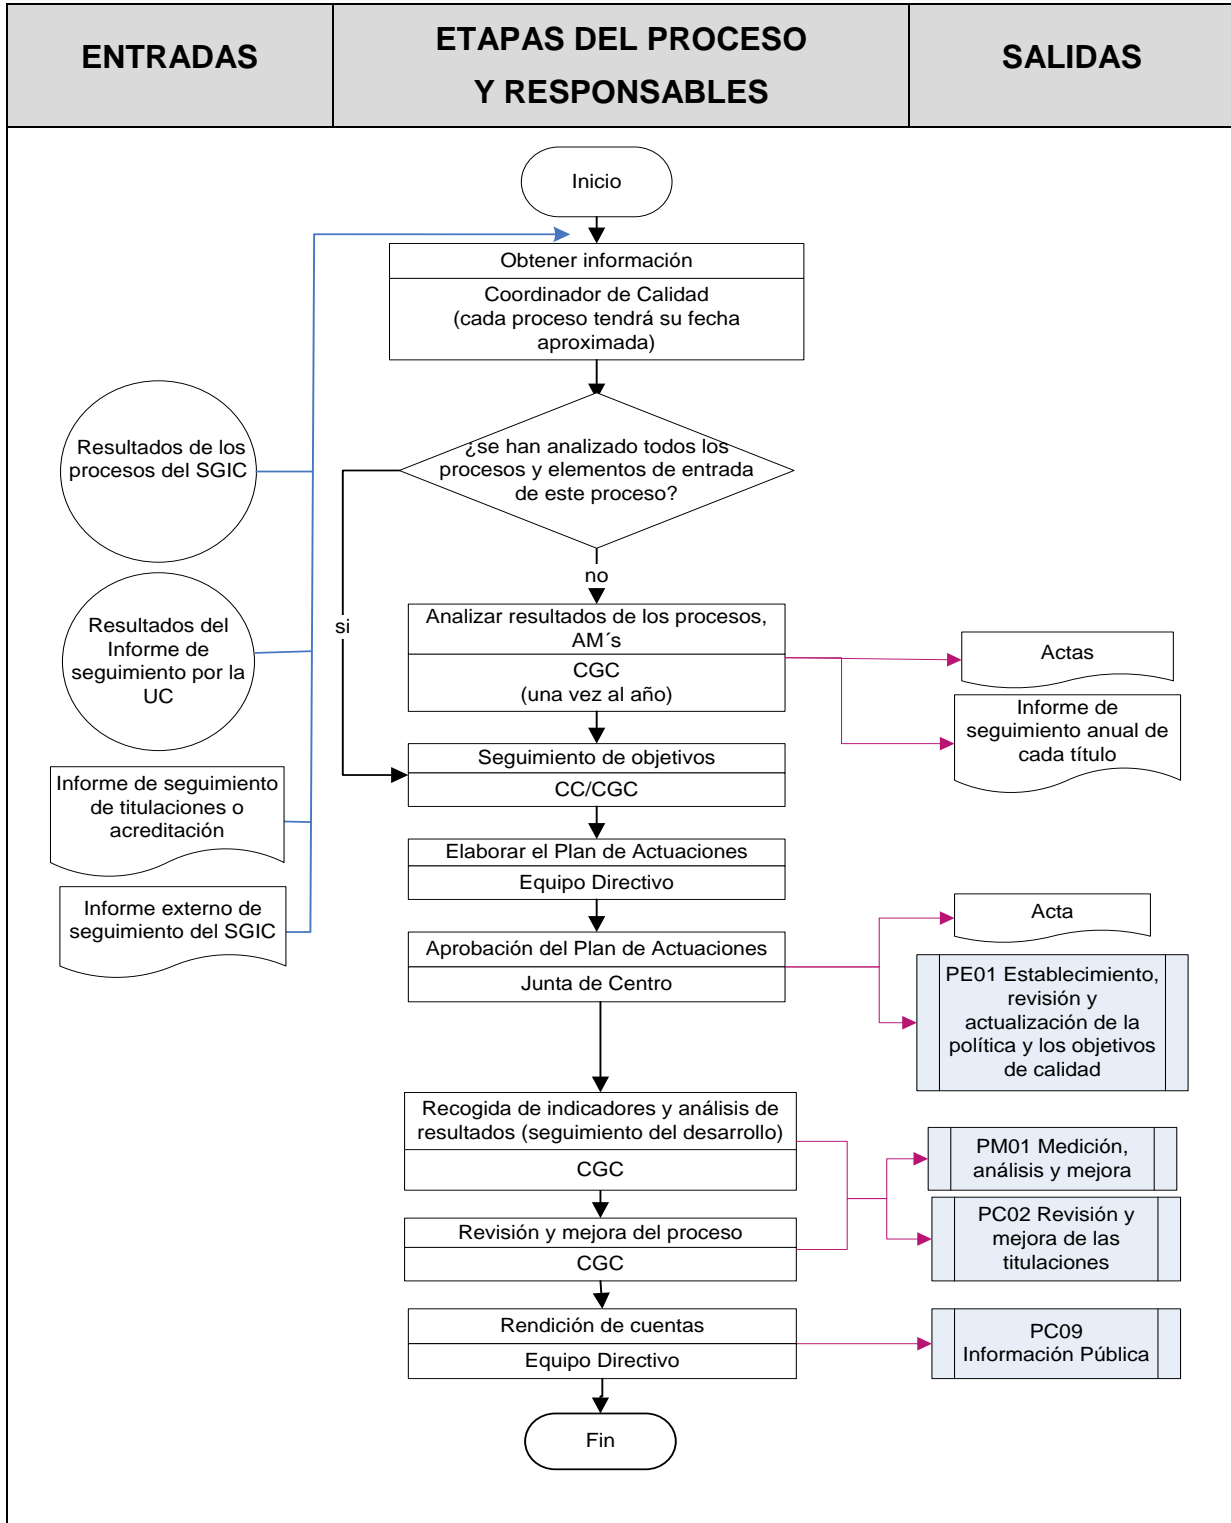 ENTRADAS
ETAPAS DEL PROCESO
Y RESPONSABLES
SALIDAS
Inicio
Obtener información
Coordinador de Calidad
(cada proceso tendrá su fecha
aproximada)
Resultados de los
procesos del SGIC
¿se han analizado todos los
procesos y elementos de entrada
de este proceso?
no
si
Resultados del
Informe de
seguimiento por la
UC
Analizar resultados de los procesos,
AM´s
CGC
(una vez al año)
Actas
Informe de
seguimiento anual de
cada título
Seguimiento de objetivos
CC/CGC
Informe de seguimiento
de titulaciones o
acreditación
Elaborar el Plan de Actuaciones
Equipo Directivo
Informe externo de
seguimiento del SGIC
Aprobación del Plan de Actuaciones
Junta de Centro
Acta
PE01 Establecimiento,
revisión y
actualización de la
política y los objetivos
de calidad
Recogida de indicadores y análisis de
resultados (seguimiento del desarrollo)
CGC
PM01 Medición,
análisis y mejora
Revisión y mejora del proceso
CGC
PC02 Revisión y
mejora de las
titulaciones
Rendición de cuentas
Equipo Directivo
PC09
Información Pública
Fin